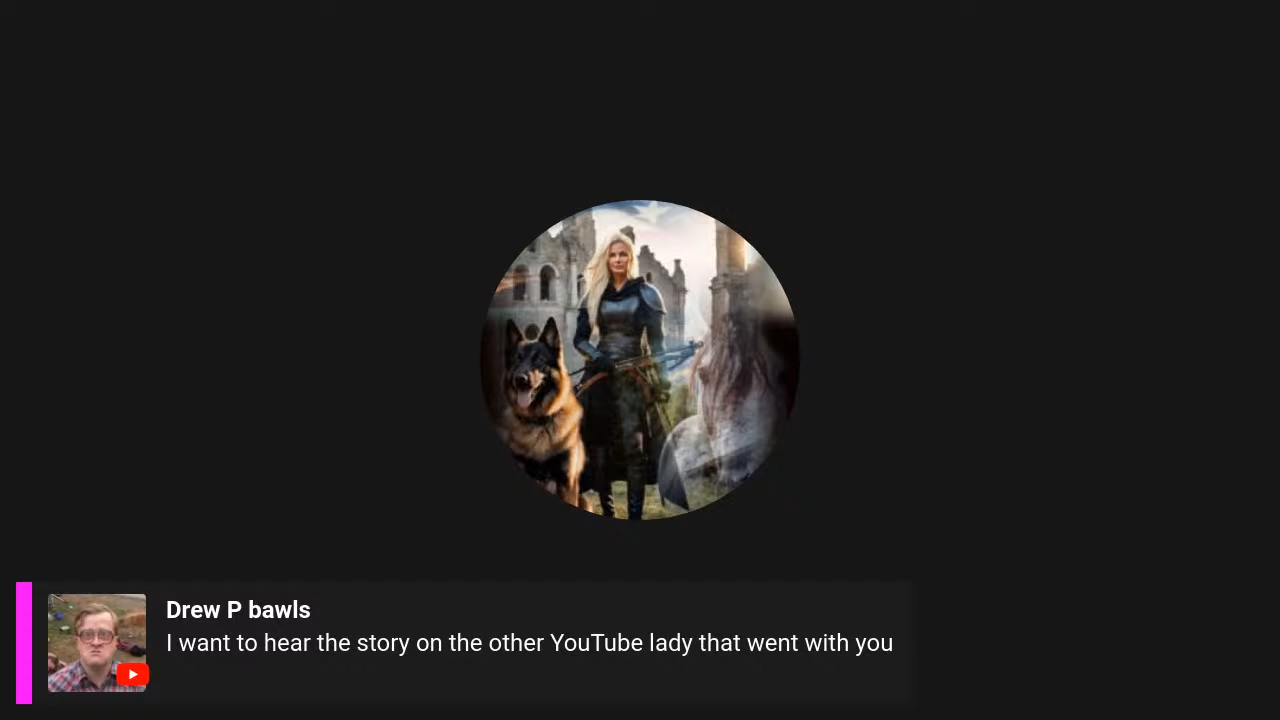 Drew P bawls
I want to hear the story on the other YouTube lady that went with you